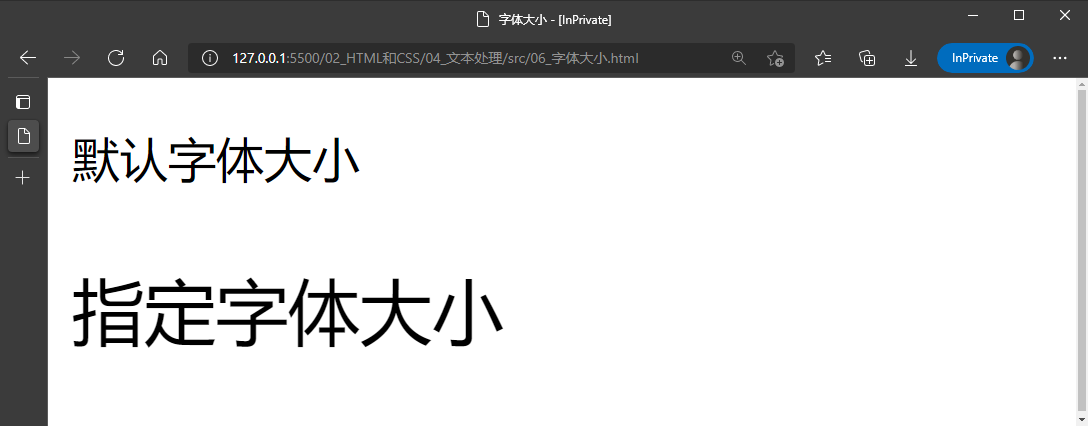 字体大小 - [InPrivate]
127.0.0.1:5500/02_HTML和CSS/04_文本处理/src/06_字体大小.html
InPrivate
默认字体大小
指定字体大小